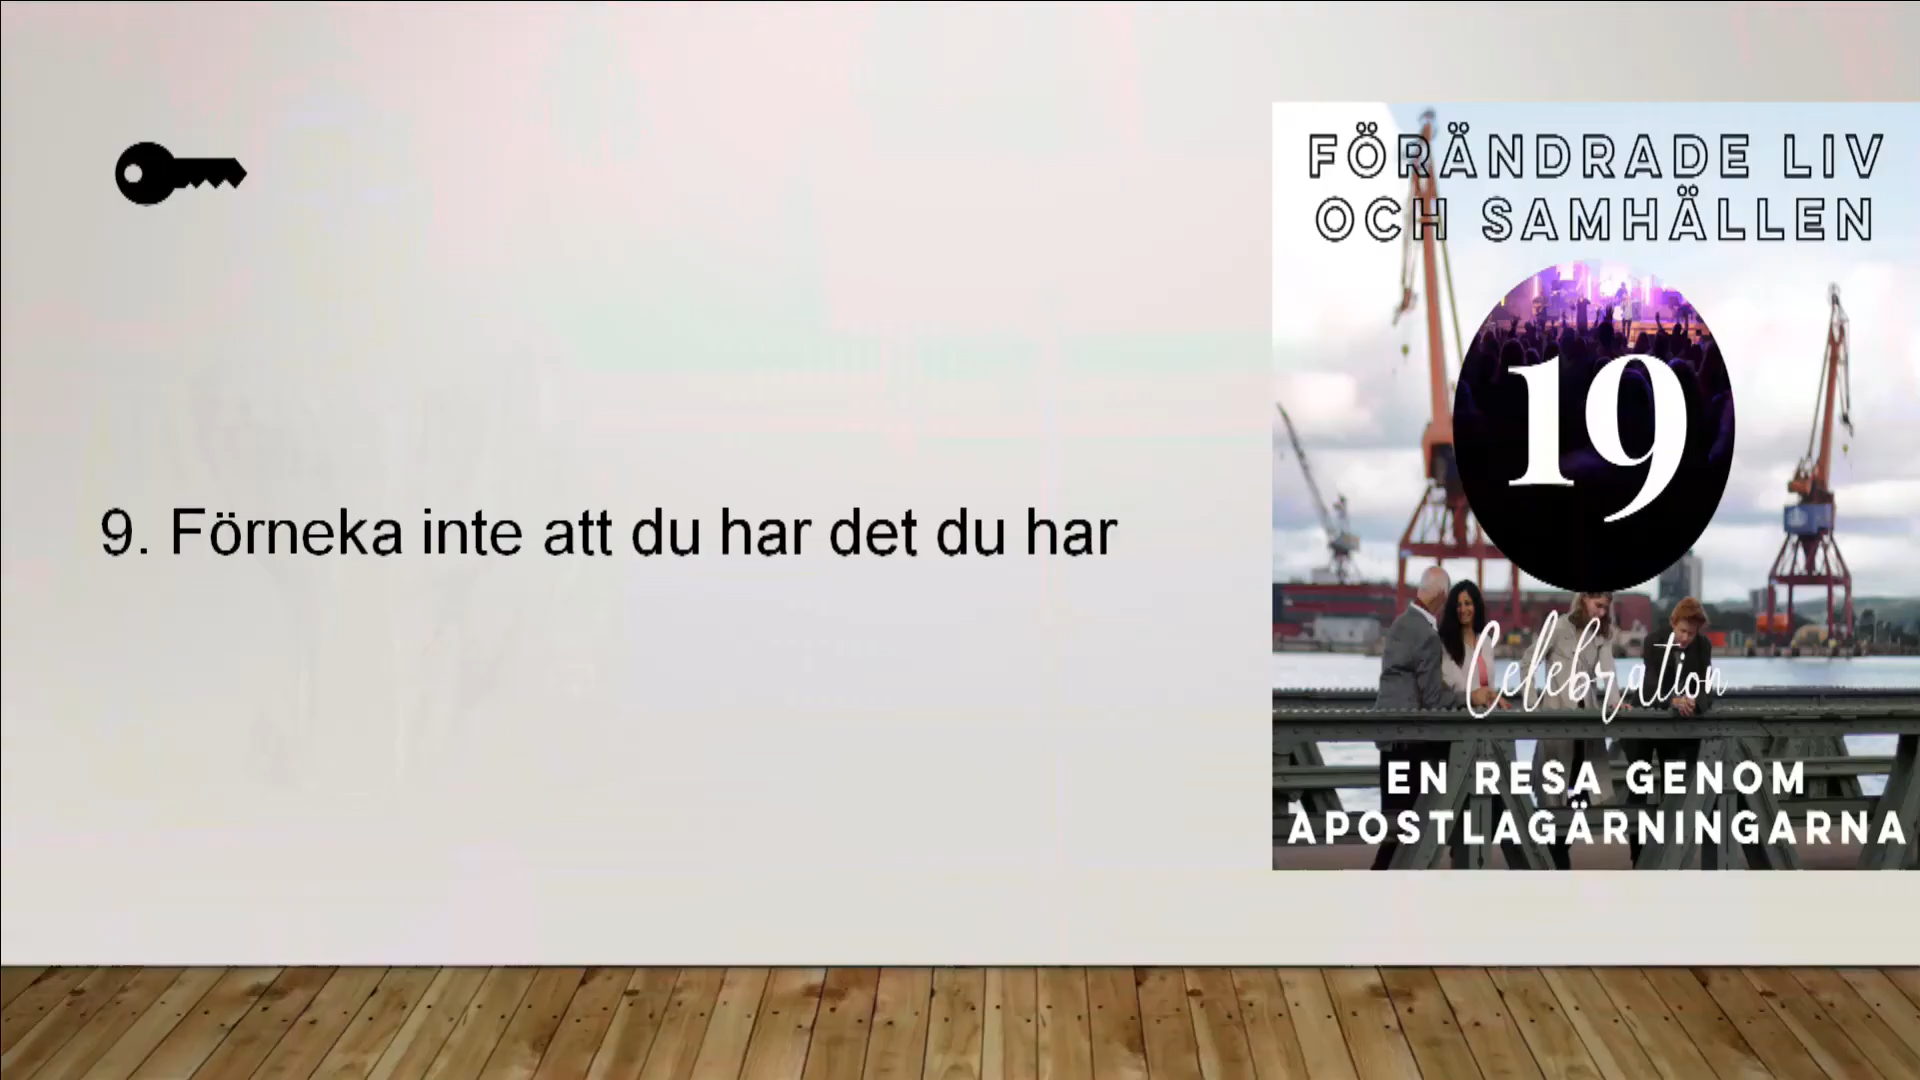 9. Förneka inte att du har det du har
FÖRÄNDRADE LIV
OCH SAMHÄLLEN
19
Celebration
EN RESA GENOM
APOSTLAGÄRNINGARNA